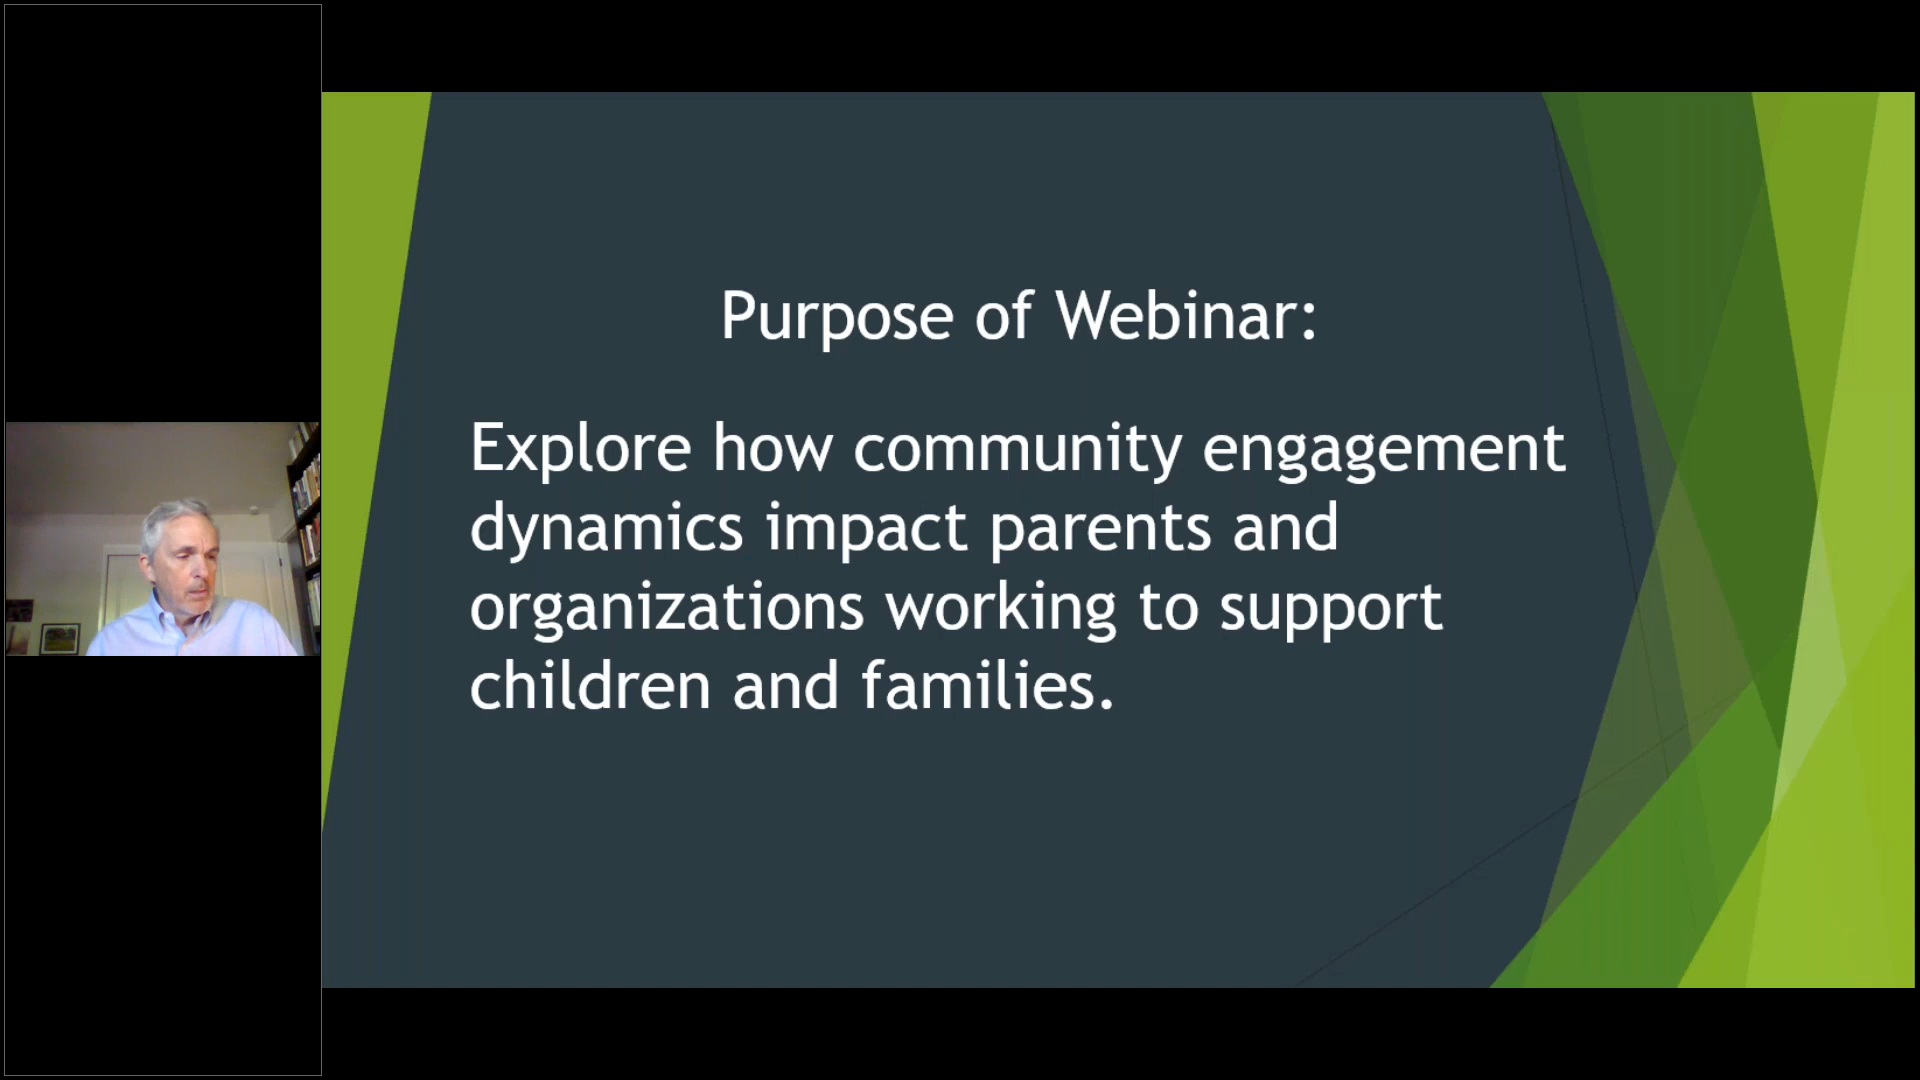 Purpose of Webinar:
Explore how community engagement
dynamics impact parents and
organizations working to support
children and families.